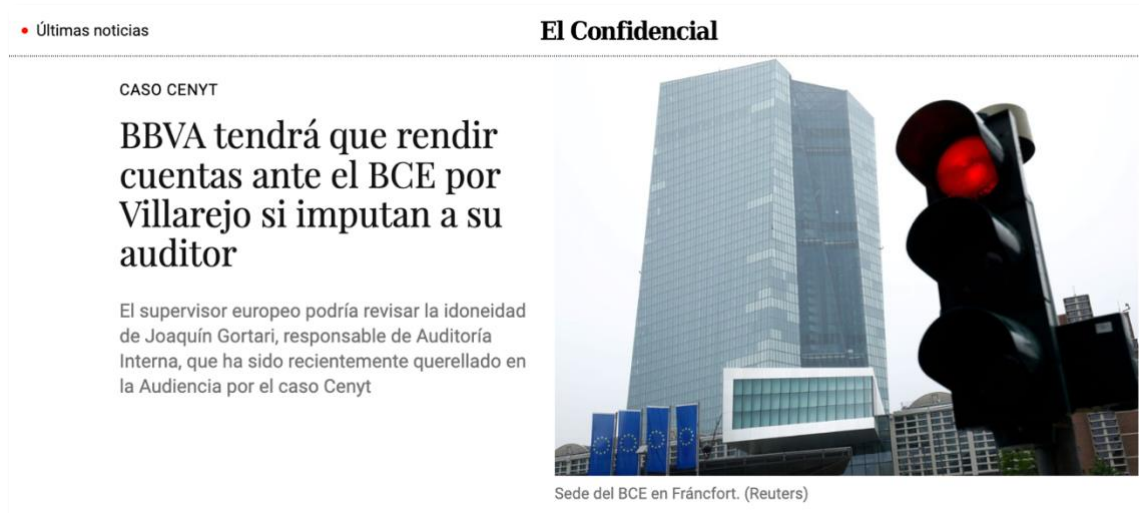 Últimas noticias
El Confidencial
CASO CENYT
BBVA tendrá que rendir
cuentas ante el BCE por
Villarejo si imputan a su
auditor
El supervisor europeo podría revisar la idoneidad
de Joaquín Gortari, responsable de Auditoría
Interna, que ha sido recientemente querellado en
la Audiencia por el caso Cenyt
Sede del BCE en Fráncfort. (Reuters)